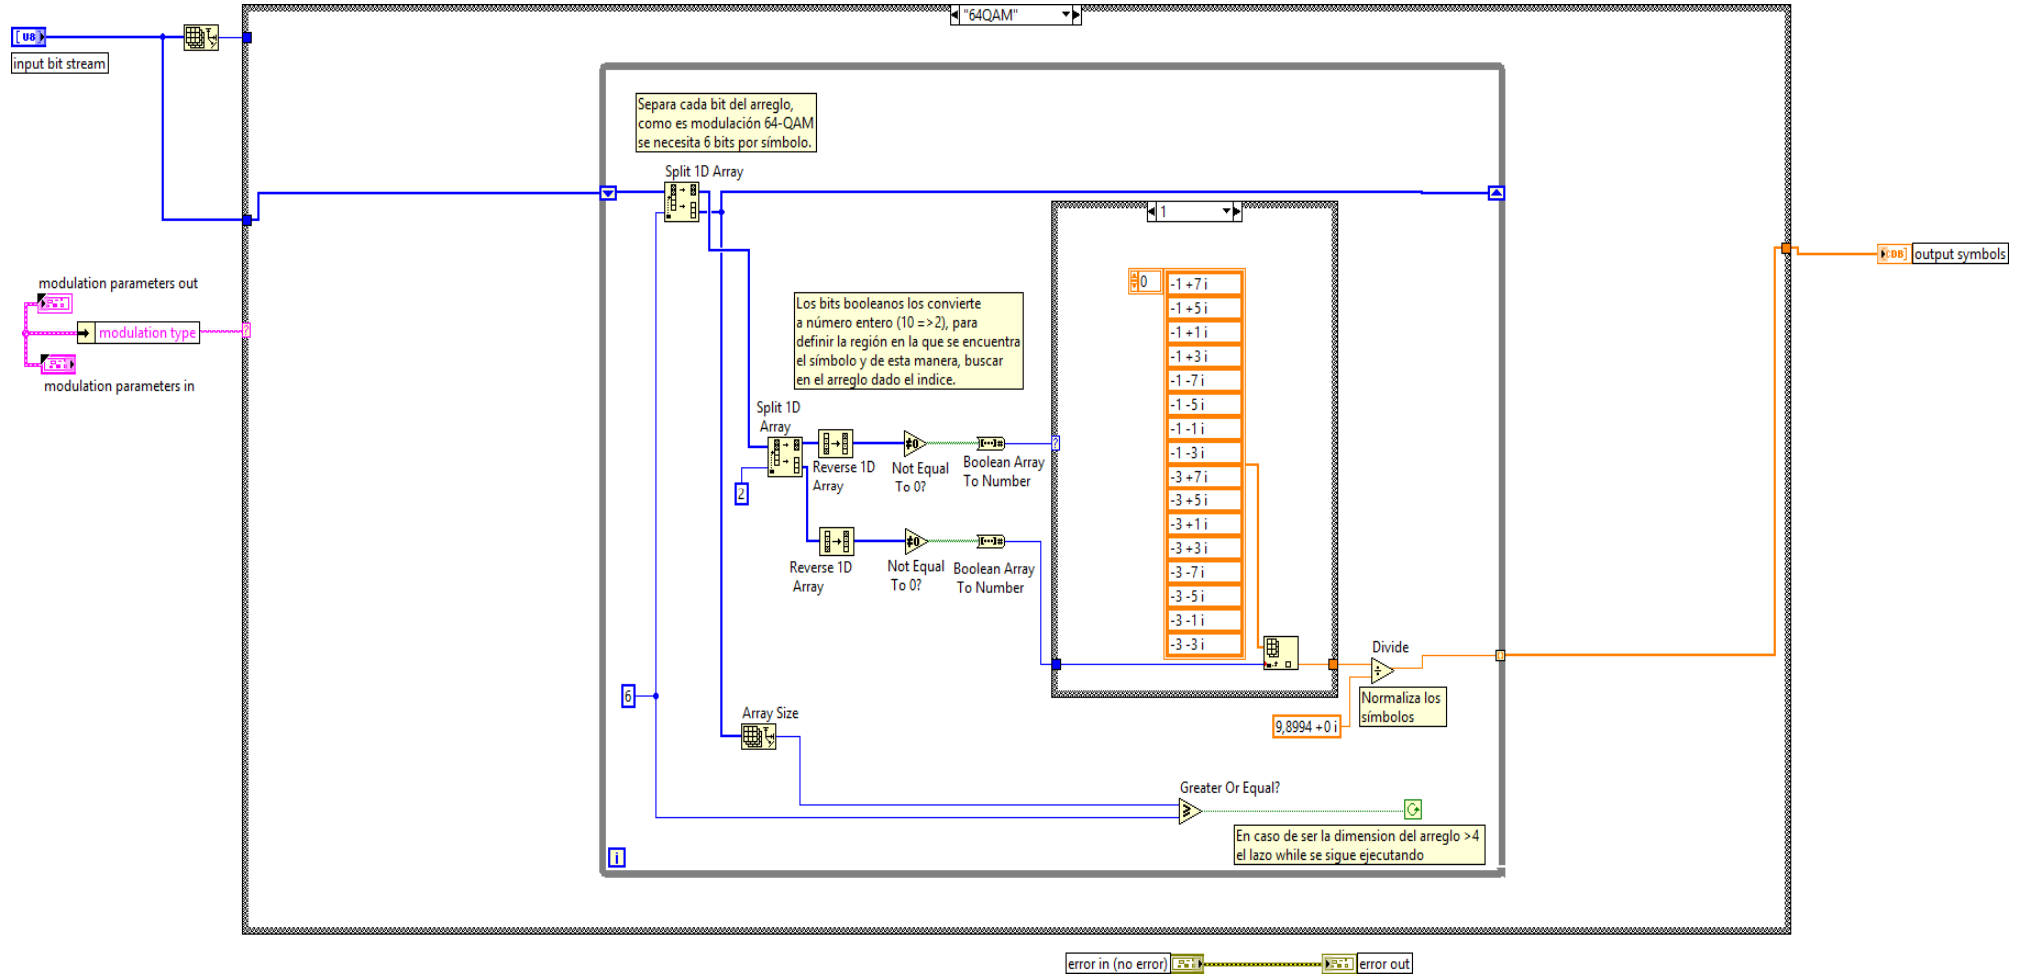 "64QAM"
U8
input bit stream
Separa cada bit del arreglo,
como es modulación 64-QAM
se necesita 6 bits por símbolo.
Split 1D Array
1
0
-1 +7 i
-1 +5 i
-1 +1 i
-1 +3 i
-1 -7 i
-1 -5 i
-1 -1 i
-1 -3 i
-3 +7 i
-3 +5 i
-3 +1 i
-3 +3 i
-3 -7 i
-3 -5 i
-3 -1 i
-3 -3 i
CDB
output symbols
modulation parameters out
modulation type
modulation parameters in
Los bits booleanos los convierte
a número entero (10 =>2), para
definir la región en la que se encuentra
el símbolo y de esta manera, buscar
en el arreglo dado el indice.
Split 1D
Array
2
Reverse 1D
Array
Not Equal
To 0?
Boolean Array
To Number
Reverse 1D
Array
Not Equal
To 0?
Boolean Array
To Number
Divide
Normaliza los
símbolos
9,8994 +0 i
6
Array Size
Greater Or Equal?
En caso de ser la dimension del arreglo >4
el lazo while se sigue ejecutando
i
error in (no error)
error out